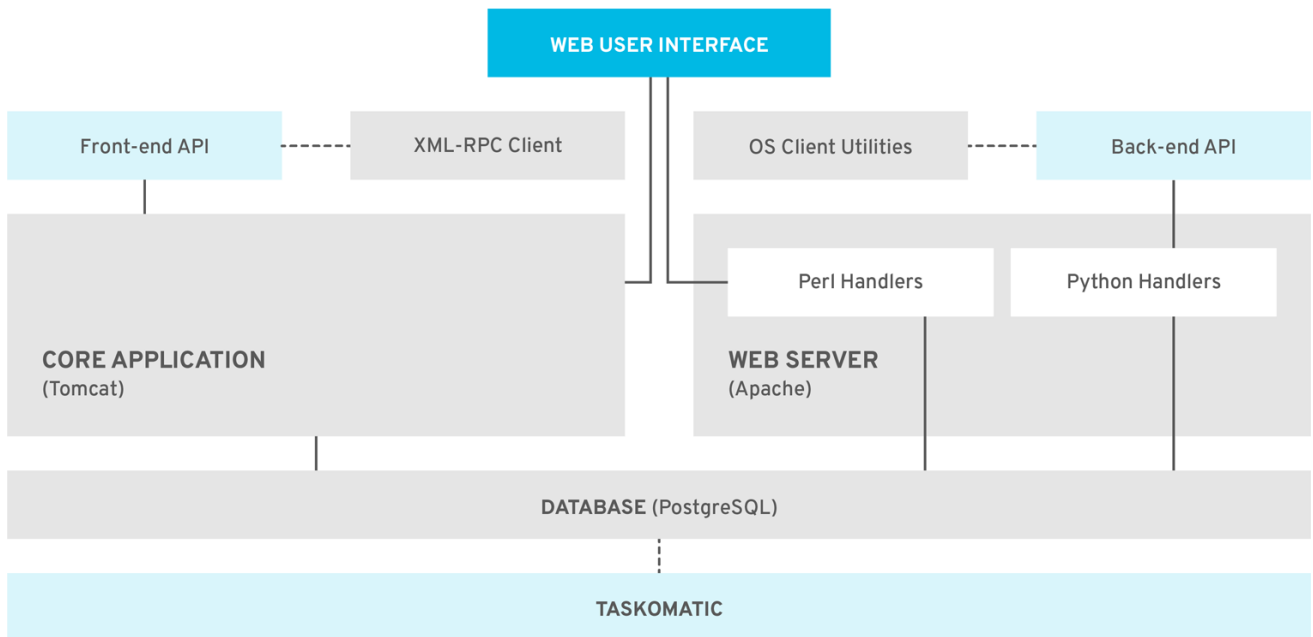 WEB USER INTERFACE
Front-end API
XML-RPC Client
OS Client Utilities
Back-end API
Perl Handlers
Python Handlers
CORE APPLICATION
(Tomcat)
WEB SERVER
(Apache)
DATABASE (PostgreSQL)
TASKOMATIC